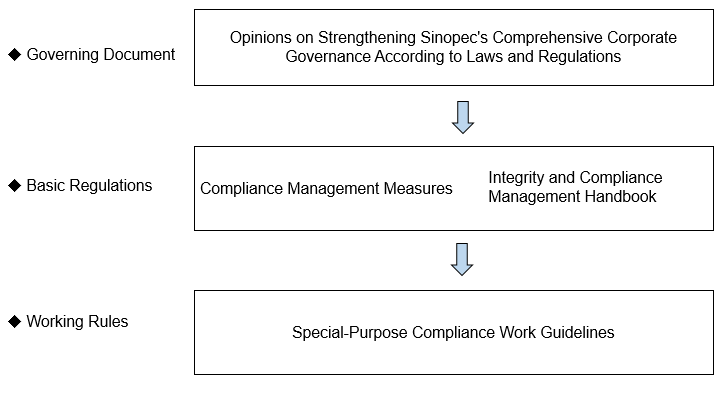 Opinions on Strengthening Sinopec's Comprehensive Corporate
◆ Governing Document
Governance According to Laws and Regulations
◆ Basic Regulations
Compliance Management Measures
Integrity and Compliance
Management Handbook
◆ Working Rules
Special-Purpose Compliance Work Guidelines